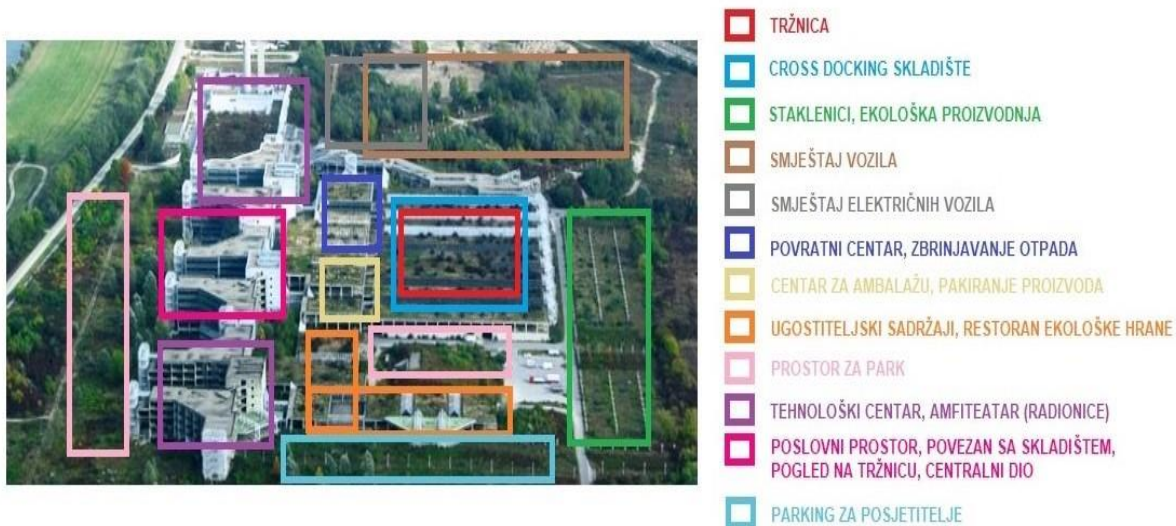 TRŽNICA
CROSS DOCKING SKLADIŠTE
STAKLENICI, EKOLOŠKA PROIZVODNJA
SMJEŠTAJ VOZILA
SMJEŠTAJ ELEKTRIČNIH VOZILA
POVRATNI CENTAR, ZBRINJAVANJE OTPADA
CENTAR ZA AMBALAŽU, PAKIRANJE PROIZVODA
UGOSTITELJSKI SADRŽAJI, RESTORAN EKOLOŠKE HRANE
PROSTOR ZA PARK
TEHNOLOŠKI CENTAR, AMFITEATAR (RADIONICE)
POSLOVNI PROSTOR, POVEZAN SA SKLADIŠTEM,
POGLED NA TRŽNICU, CENTRALNI DIO
PARKING ZA POSJETITELJE